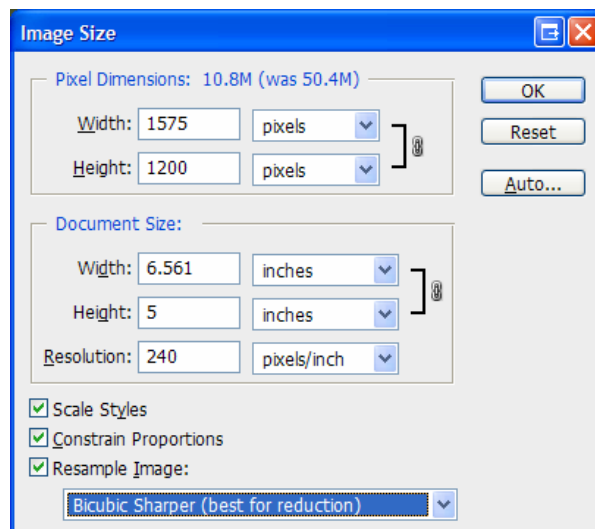 Image Size
Pixel Dimensions: 10.8M (was 50.4M)
OK
Width: 1575 pixels
Reset
Height: 1200 pixels
Auto...
Document Size:
Width: 6.561 inches
Height: 5 inches
Resolution: 240 pixels/inch
Scale Styles
Constrain Proportions
Resample Image:
Bicubic Sharper (best for reduction)